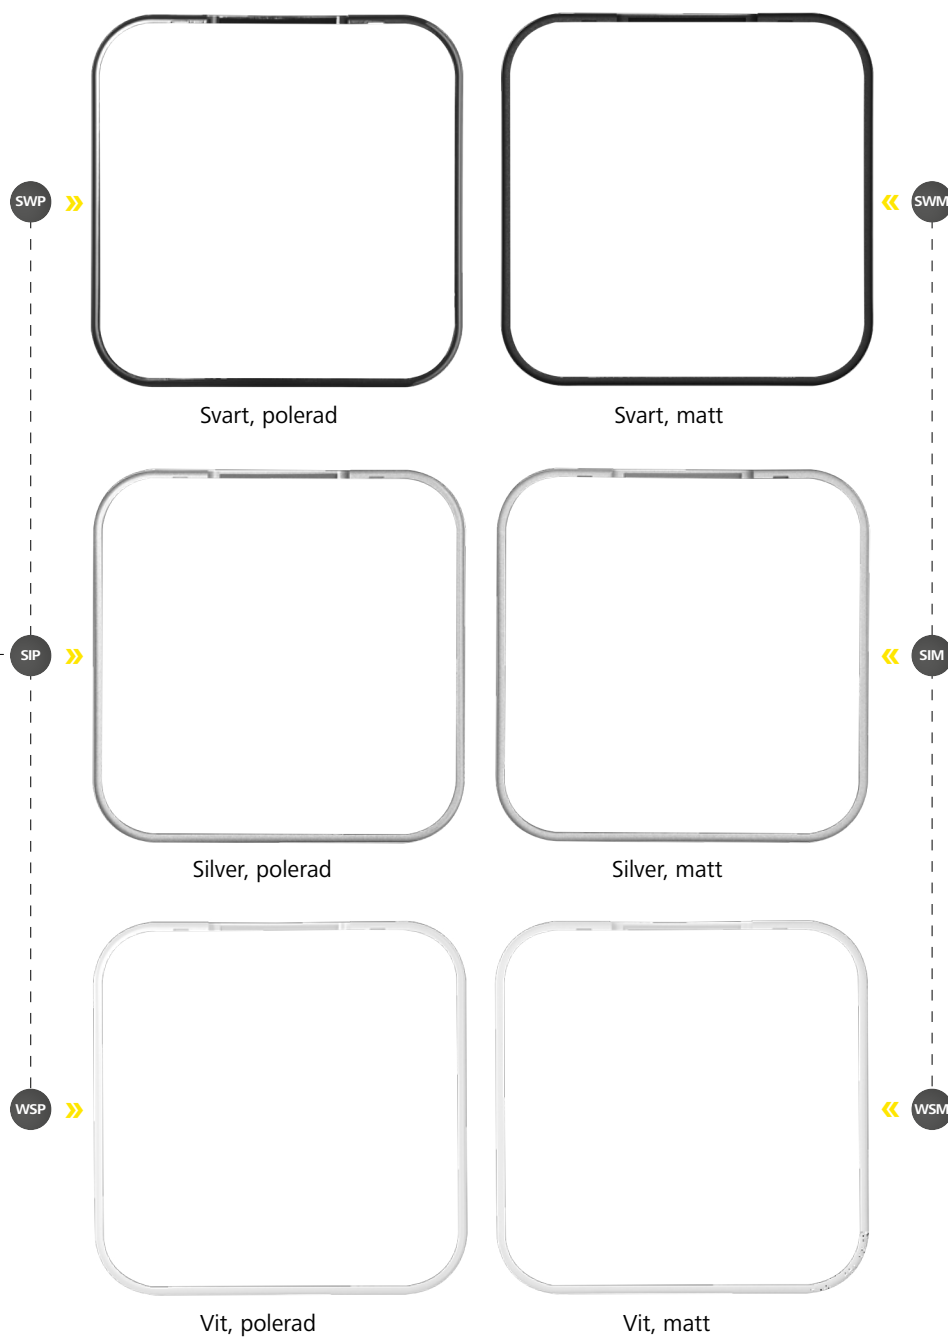 SWP
SWM
Svart, polerad
Svart, matt
SIP
SIM
Silver, polerad
Silver, matt
WSP
WSM
Vit, polerad
Vit, matt